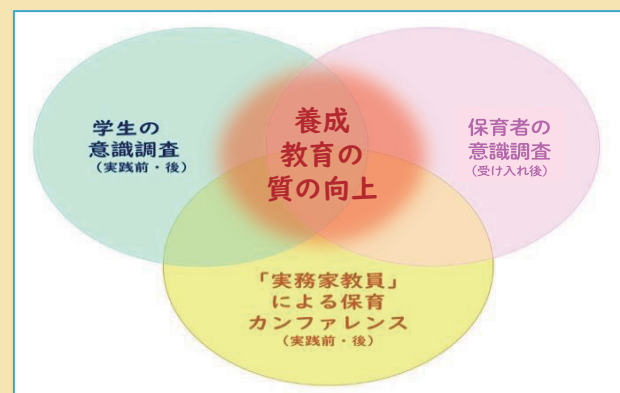 養成
教育の
質の向上
学生の
意識調査
(実践前・後)
保育者の
意識調査
(受け入れ後)
「実務家教員」
による保育
カンファレンス
(実践前・後)